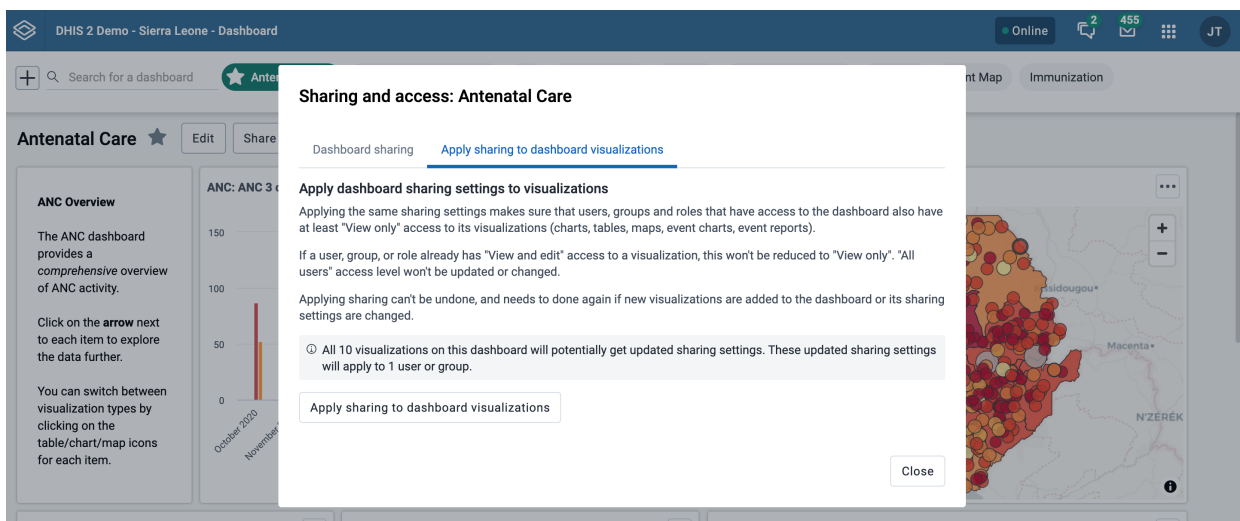 DHIS 2 Demo - Sierra Leone - Dashboard
Online
2
455
JT
Search for a dashboard
nt Map
Immunization
Antenatal Care
Edit
Share
Sharing and access: Antenatal Care
Dashboard sharing
Apply sharing to dashboard visualizations
Apply dashboard sharing settings to visualizations
Applying the same sharing settings makes sure that users, groups and roles that have access to the dashboard also have
at least "View only" access to its visualizations (charts, tables, maps, event charts, event reports).
If a user, group, or role already has "View and edit" access to a visualization, this won't be reduced to "View only". "All
users" access level won't be updated or changed.
Applying sharing can't be undone, and needs to done again if new visualizations are added to the dashboard or its sharing
settings are changed.
All 10 visualizations on this dashboard will potentially get updated sharing settings. These updated sharing settings
will apply to 1 user or group.
Apply sharing to dashboard visualizations
Close
ANC Overview
The ANC dashboard
provides a
comprehensive overview
of ANC activity.
Click on the arrow next
to each item to explore
the data further.
You can switch between
visualization types by
clicking on the
table/chart/map icons
for each item.
ANC: ANC 3
150
100
50
0
October 2020
November
ssidougou
Macenta
N'ZÉRÉK